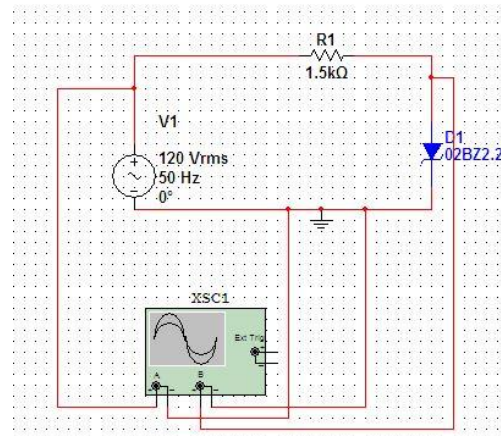 R1
1.5kΩ
V1
120 Vrms
50 Hz
0°
D1
02BZ2.2
XSC1
Ext Trig
A
B